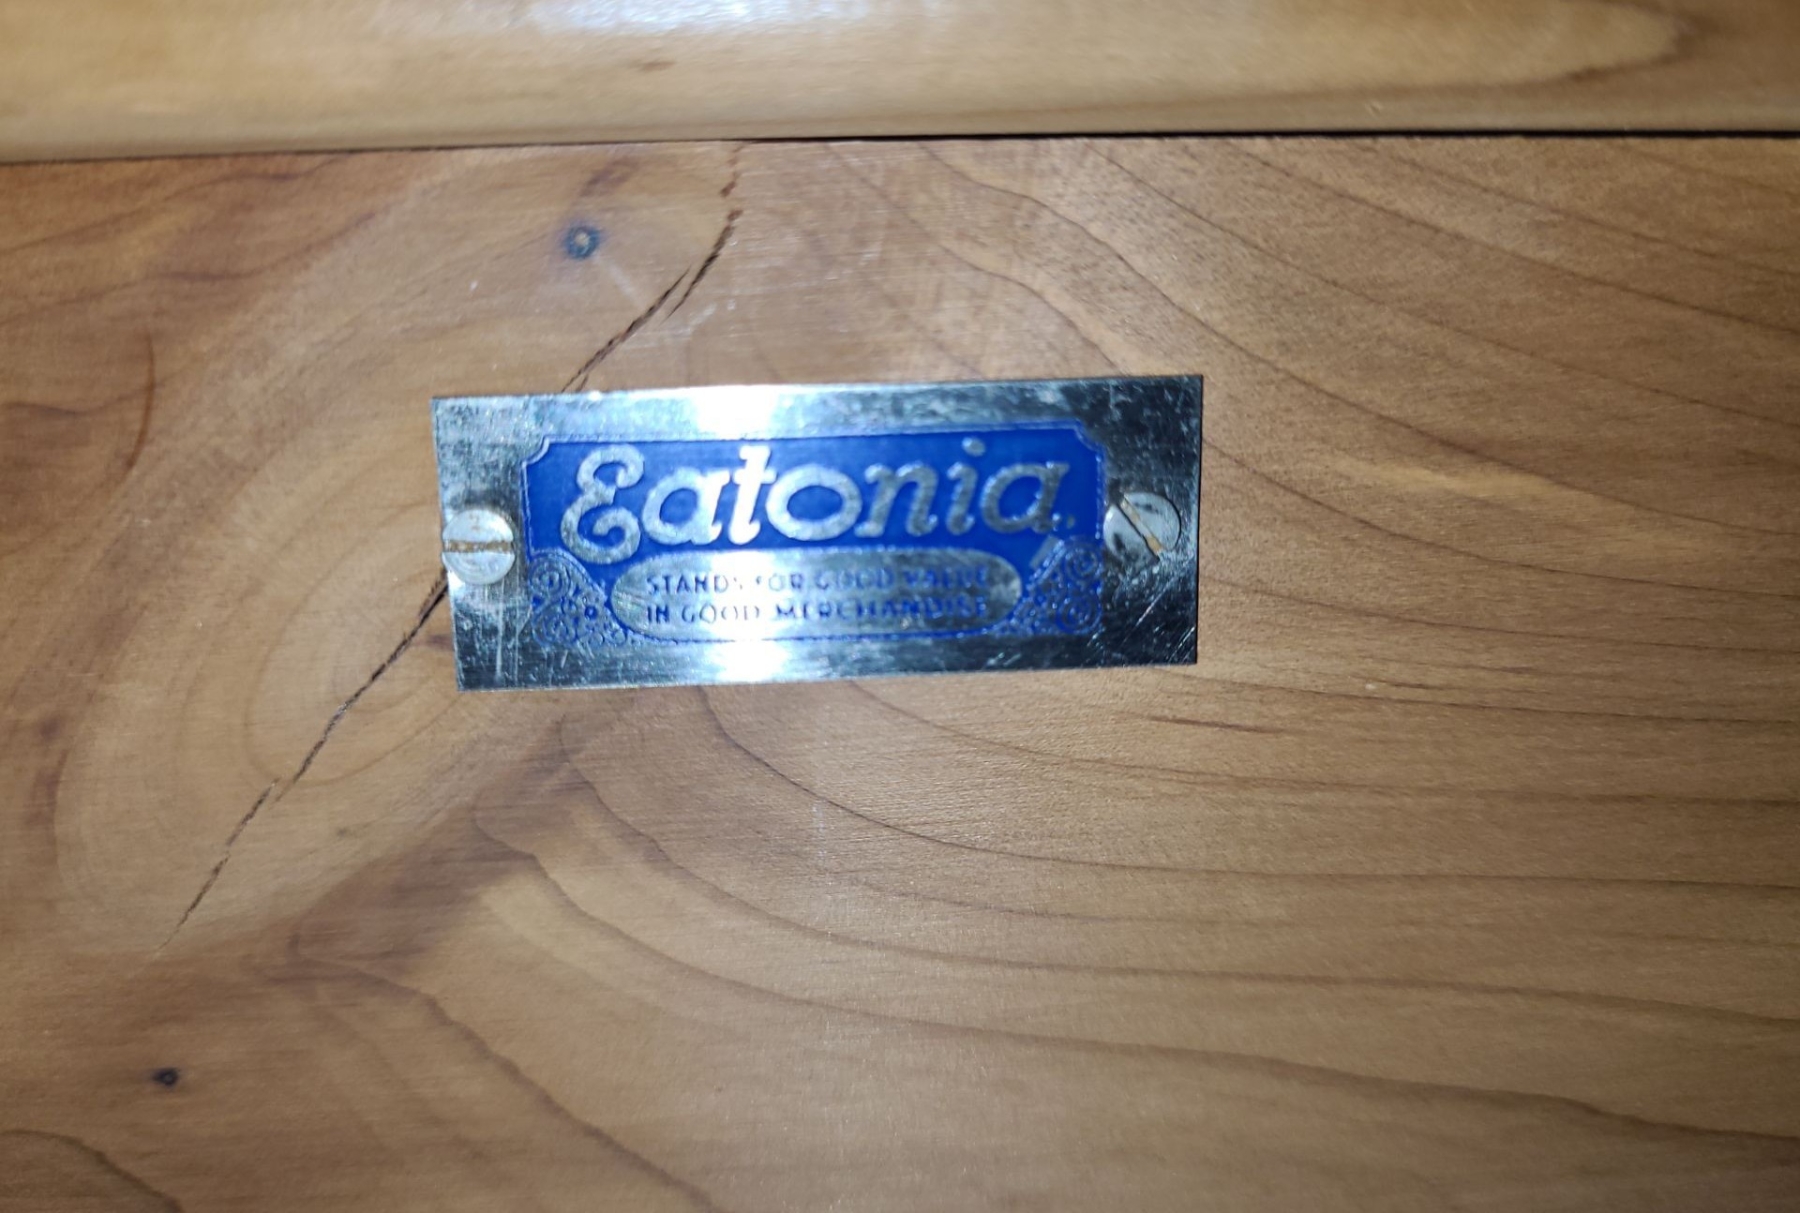 Eatonia
STANDS FOR GOOD VALUE
IN GOOD MERCHANDISE